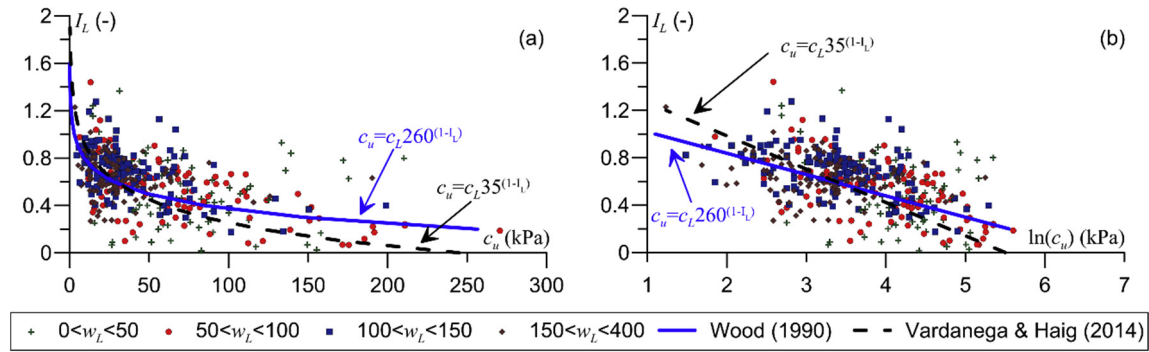 2 I_L (-) (a)
1.6
1.2
0.8
0.4
0
c_u=c_L260^(1-I_L)
c_u=c_L35^(1-I_L)
c_u (kPa)
0 50 100 150 200 250 300
2 I_L (-) (b)
1.6
1.2
0.8
0.4
0
c_u=c_L35^(1-I_L)
c_u=c_L260^(1-I_L)
ln(c_u) (kPa)
1 2 3 4 5 6 7
0<w_L<50 50<w_L<100 100<w_L<150 150<w_L<400 Wood (1990) Vardanega & Haig (2014)